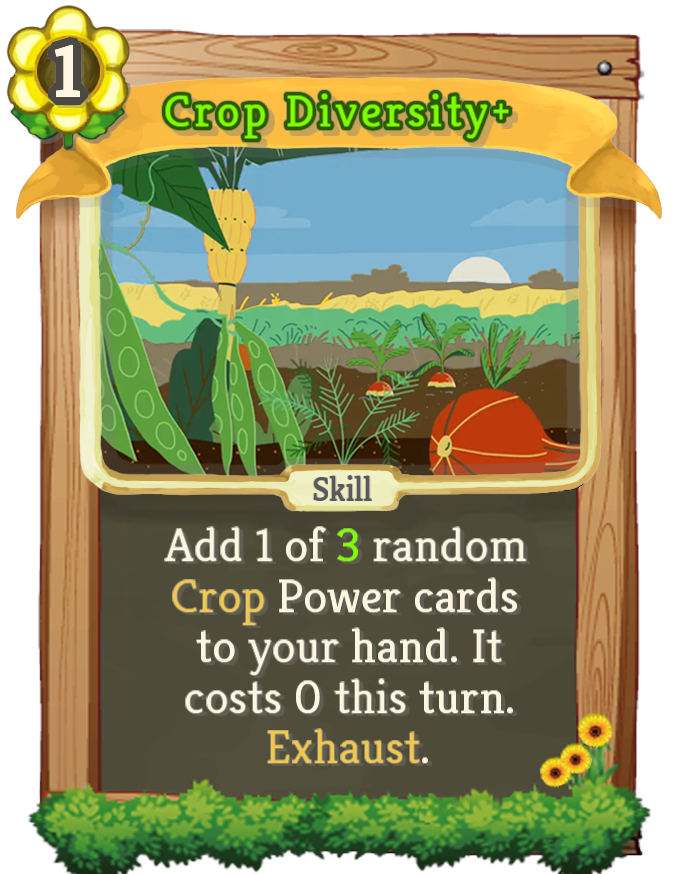 1
Crop Diversity+
Skill
Add 1 of 3 random
Crop Power cards
to your hand. It
costs 0 this turn.
Exhaust.